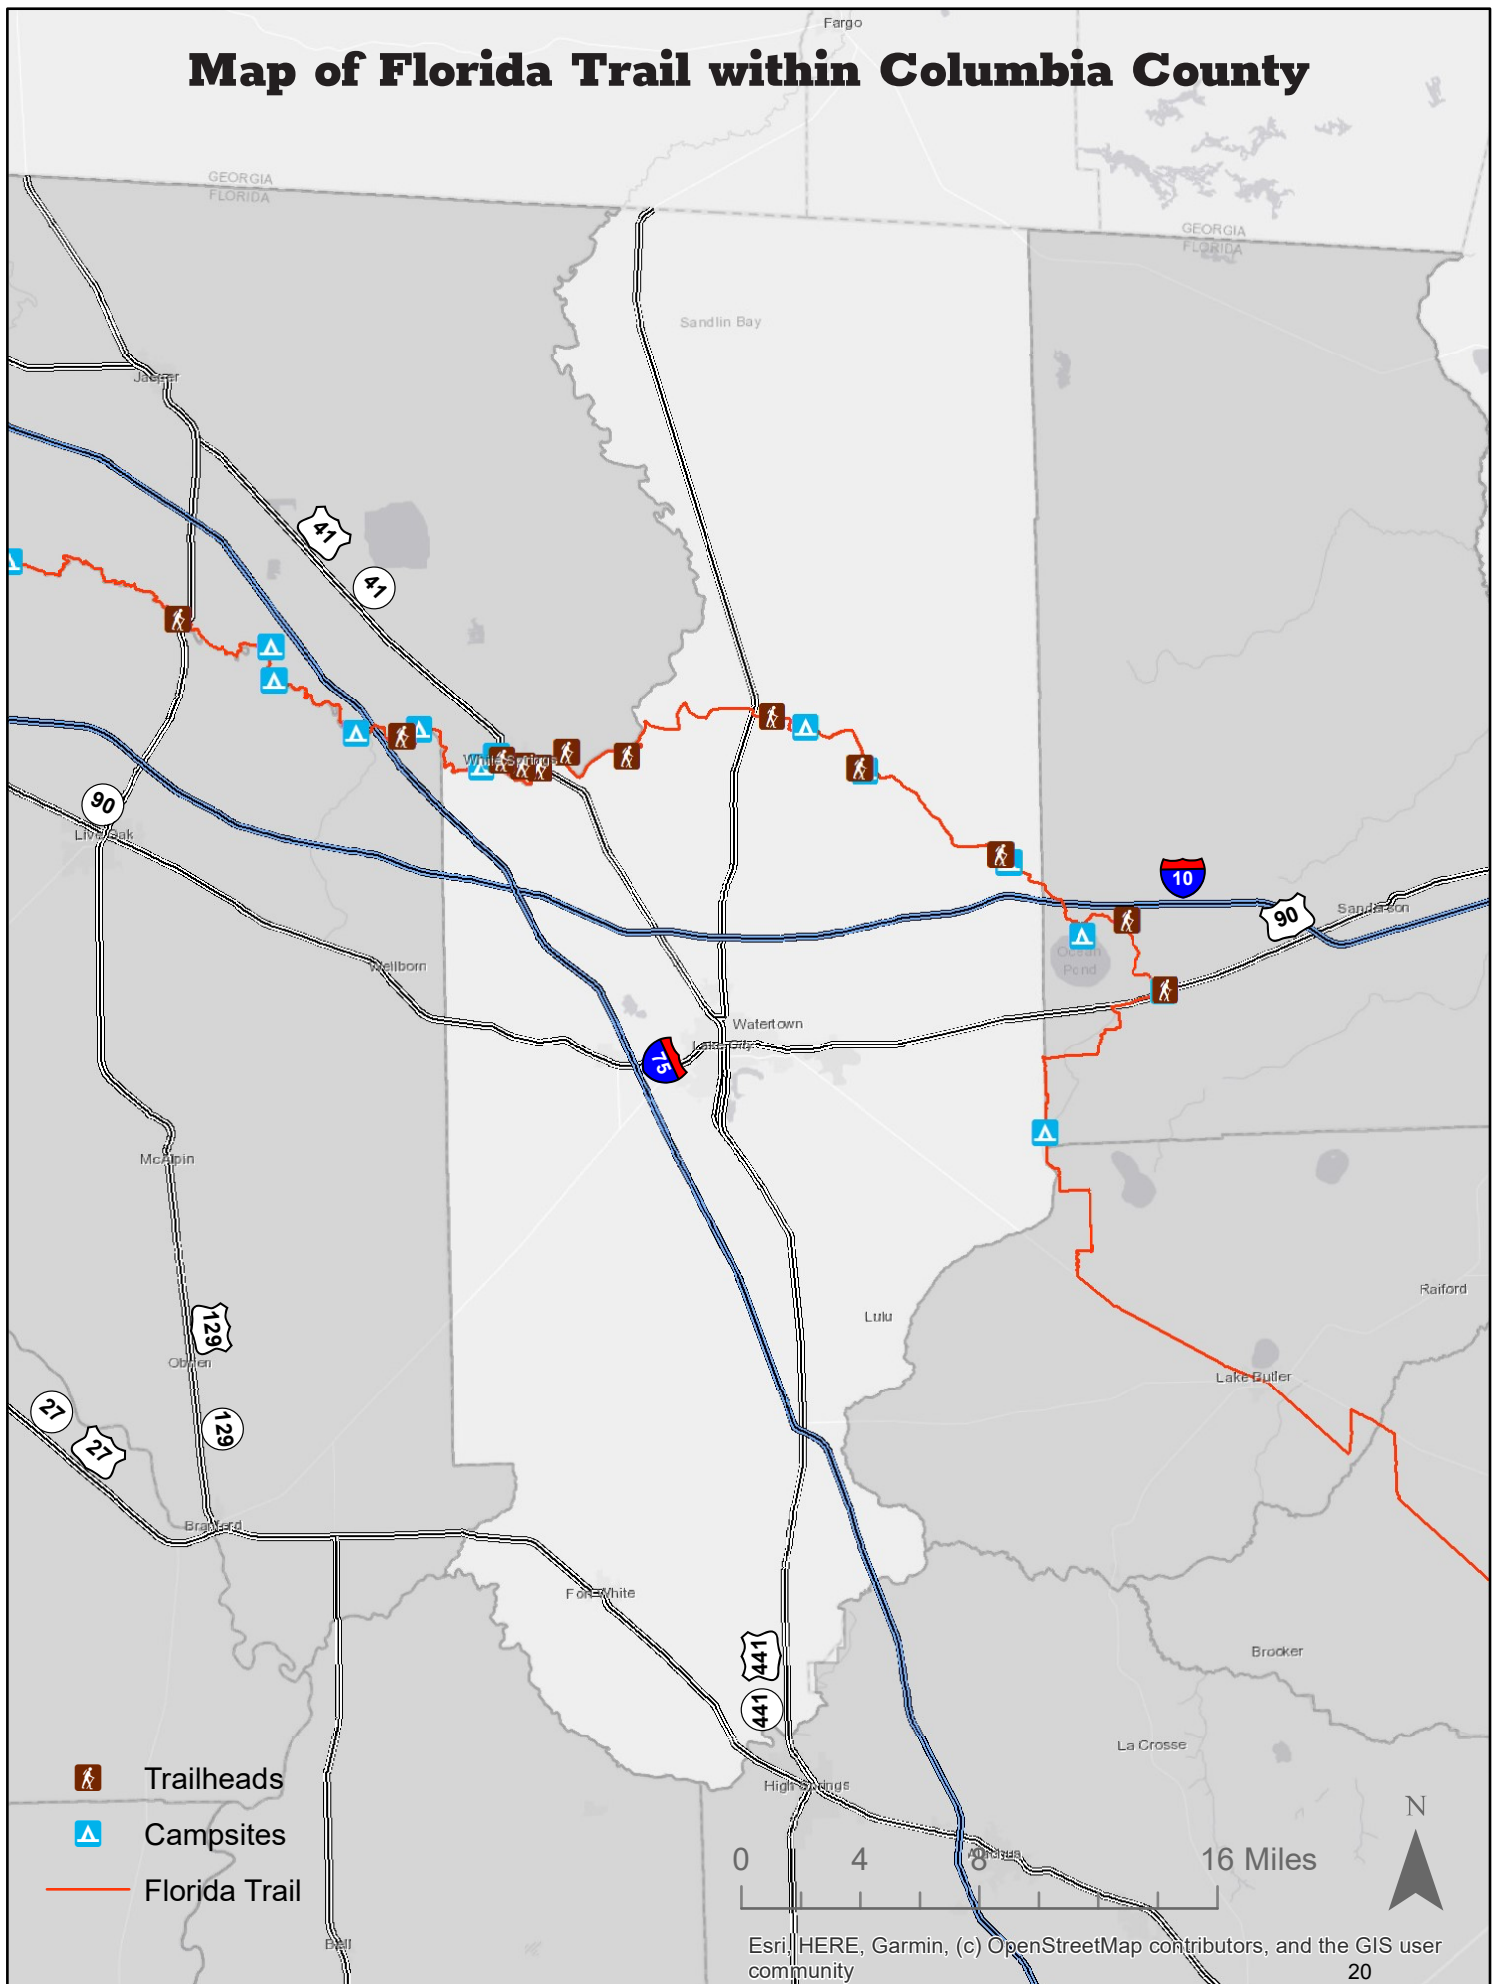 Fargo
Map of Florida Trail within Columbia County
GEORGIA
FLORIDA
GEORGIA
FLORIDA
Sandlin Bay
Jasper
41
41
White Springs
90
Live Oak
10
90
Sanderson
Ocean
Pond
Wellborn
Watertown
Lake City
75
McAlpin
Raiford
Lulu
129
Obrien
Lake Butler
27
27
129
Branford
Fort White
441
441
Brooker
La Crosse
High Springs
Trailheads
Campsites
Florida Trail
N
0 4 8 16 Miles
Alachua
Bell
Esri, HERE, Garmin, (c) OpenStreetMap contributors, and the GIS user
community
20